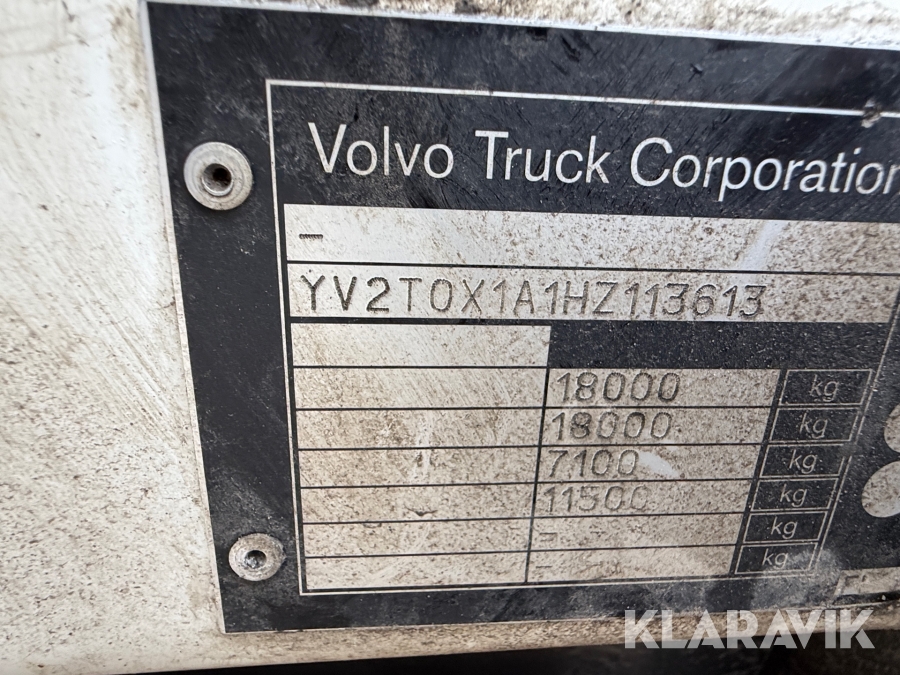 Volvo Truck Corporation
-
YV2T0X1A1HZ113613
18000 kg
18000 kg
7100 kg
11500 kg
- kg
- kg
KLARAVIK